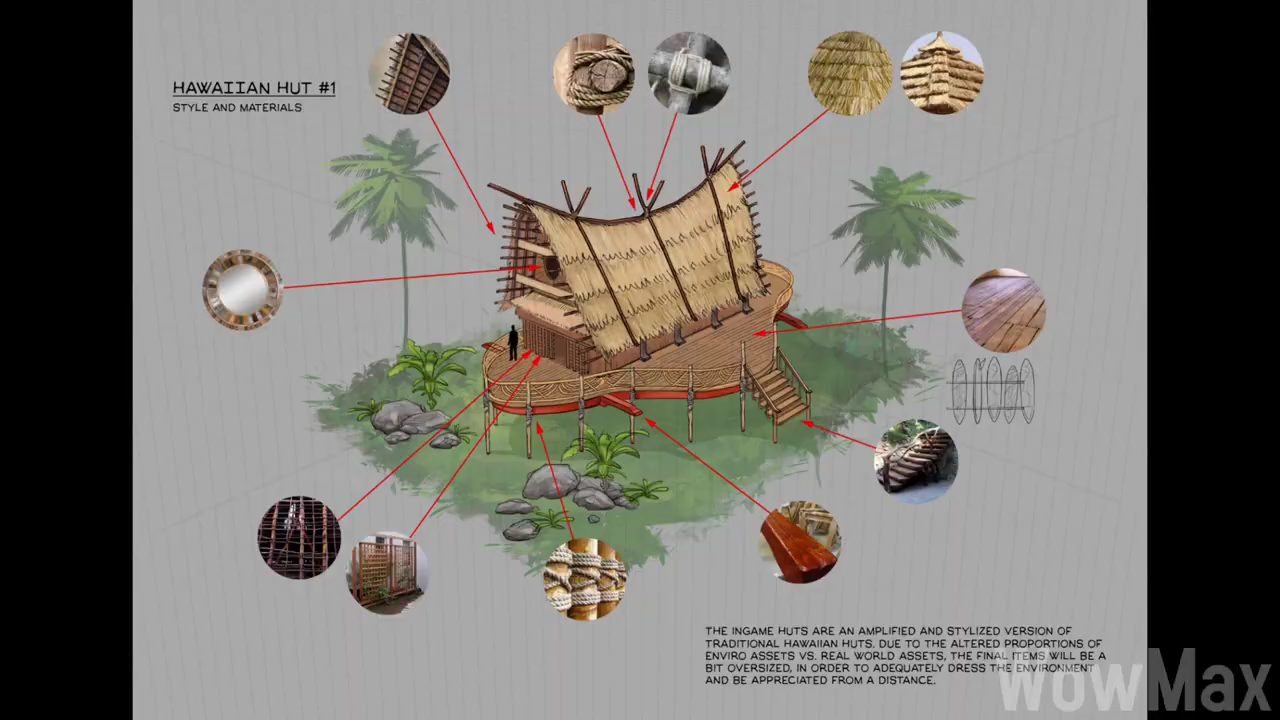 HAWAIIAN HUT #1
STYLE AND MATERIALS
THE INGAME HUTS ARE AN AMPLIFIED AND STYLIZED VERSION OF
TRADITIONAL HAWAIIAN HUTS. DUE TO THE ALTERED PROPORTIONS OF
ENVIRO ASSETS VS. REAL WORLD ASSETS, THE FINAL ITEMS WILL BE A
BIT OVERSIZED, IN ORDER TO ADEQUATELY DRESS THE ENVIRONMENT
AND BE APPRECIATED FROM A DISTANCE.
WowMax